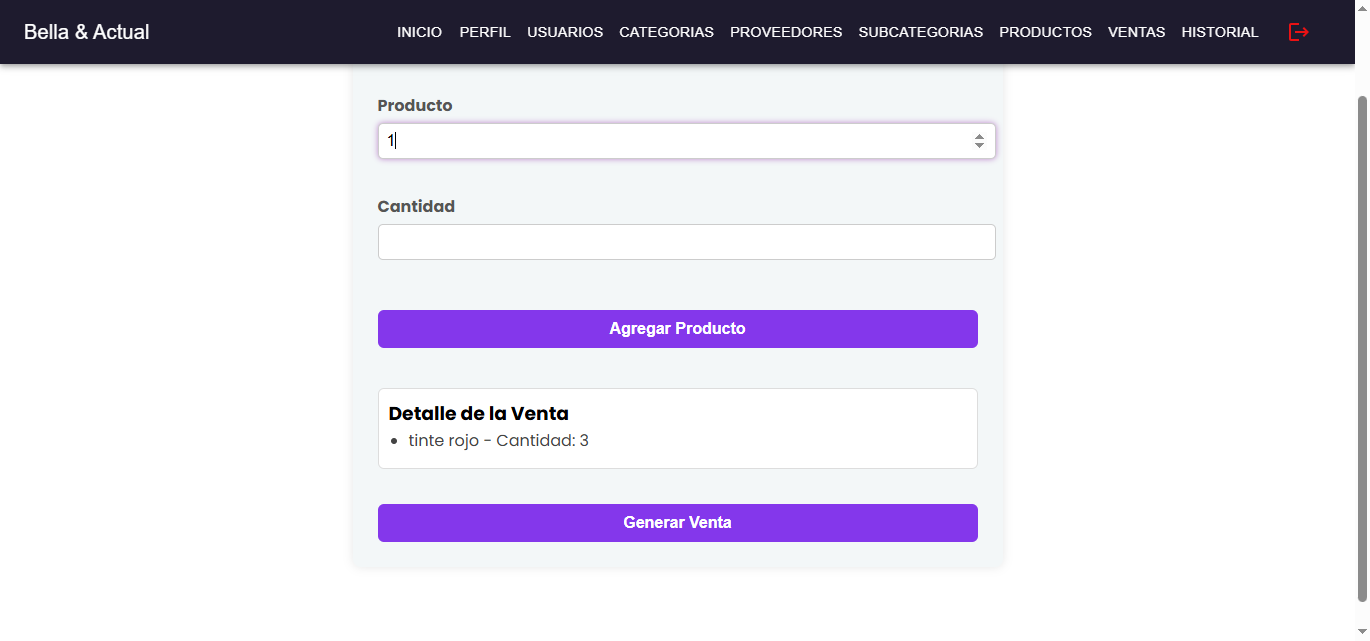 Bella & Actual
INICIO PERFIL USUARIOS CATEGORIAS PROVEEDORES SUBCATEGORIAS PRODUCTOS VENTAS HISTORIAL
Producto
1
Cantidad
Agregar Producto
Detalle de la Venta
• tinte rojo - Cantidad: 3
Generar Venta